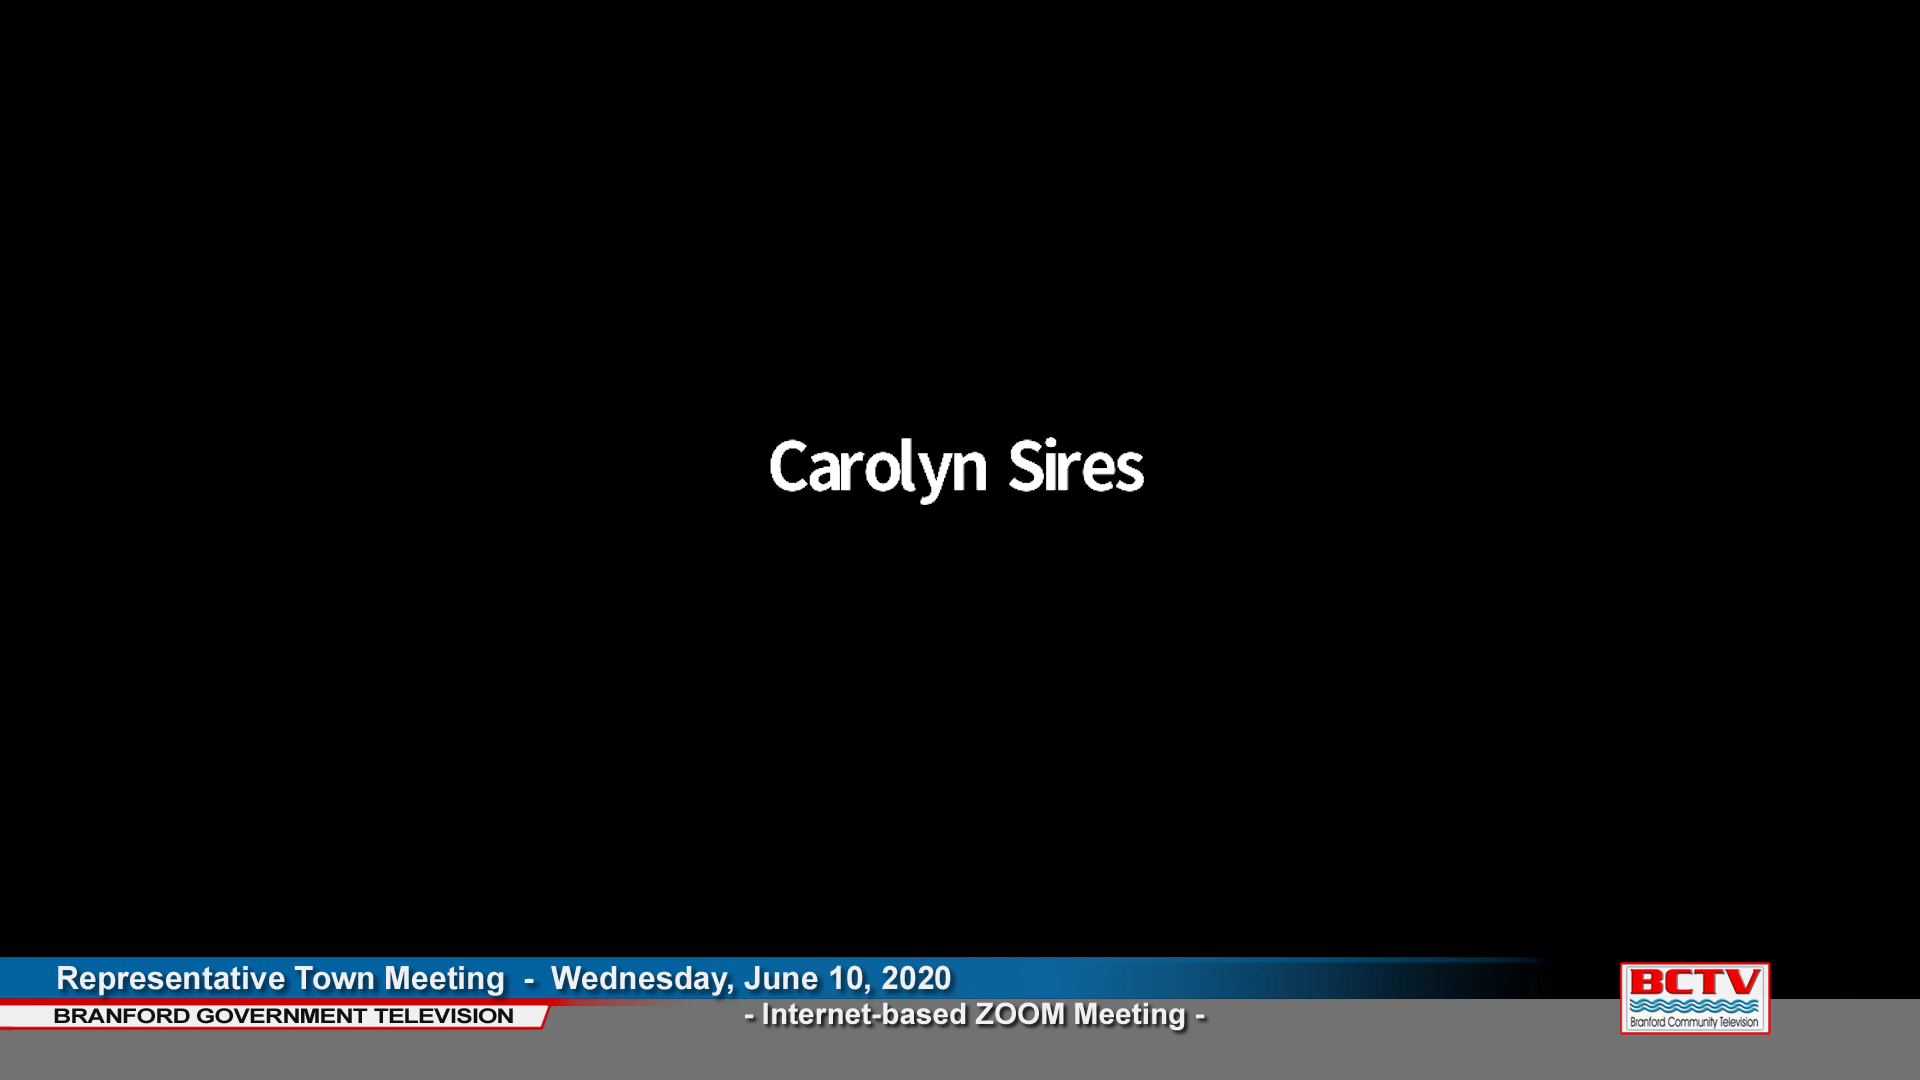 Carolyn Sires
Representative Town Meeting - Wednesday, June 10, 2020
BRANFORD GOVERNMENT TELEVISION
- Internet-based ZOOM Meeting -
BCTV
Branford Community Television